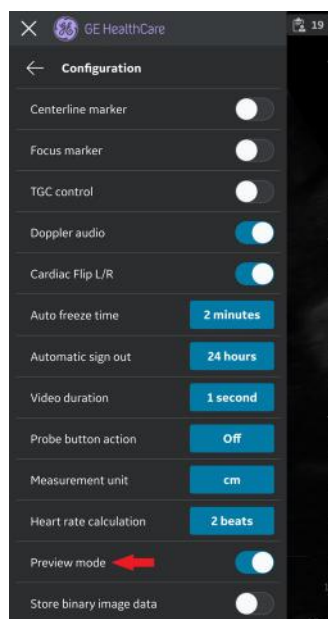 GE HealthCare
19
Configuration
Centerline marker
Focus marker
TGC control
Doppler audio
Cardiac Flip L/R
Auto freeze time 2 minutes
Automatic sign out 24 hours
Video duration 1 second
Probe button action Off
Measurement unit cm
Heart rate calculation 2 beats
Preview mode
Store binary image data